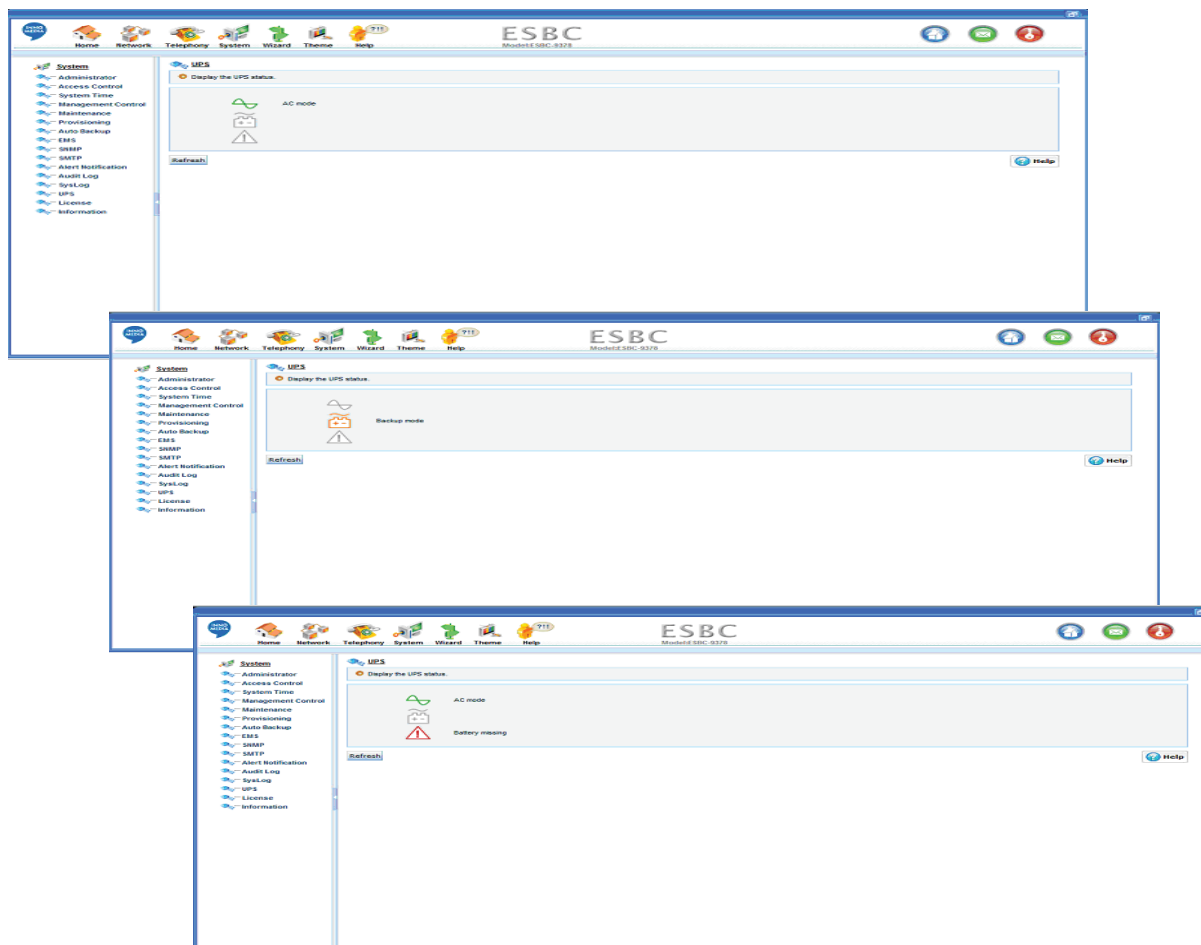 INNO
MEDIA
Home Network Telephony System Wizard Theme Help
?!!
ESBC
Model:ESBC-9378
System
Administrator
Access Control
System Time
Management Control
Maintenance
Provisioning
Auto Backup
EMS
SNMP
SMTP
Alert Notification
Audit Log
SysLog
UPS
License
Information
UPS
Display the UPS status.
AC mode
Refresh
Help
INNO
MEDIA
Home Network Telephony System Wizard Theme Help
?!!
ESBC
Model:ESBC-9378
System
Administrator
Access Control
System Time
Management Control
Maintenance
Provisioning
Auto Backup
EMS
SNMP
SMTP
Alert Notification
Audit Log
SysLog
UPS
License
Information
UPS
Display the UPS status.
Backup mode
Refresh
Help
INNO
MEDIA
Home Network Telephony System Wizard Theme Help
?!!
ESBC
Model:ESBC-9378
System
Administrator
Access Control
System Time
Management Control
Maintenance
Provisioning
Auto Backup
EMS
SNMP
SMTP
Alert Notification
Audit Log
SysLog
UPS
License
Information
UPS
Display the UPS status.
AC mode
Battery missing
Refresh
Help